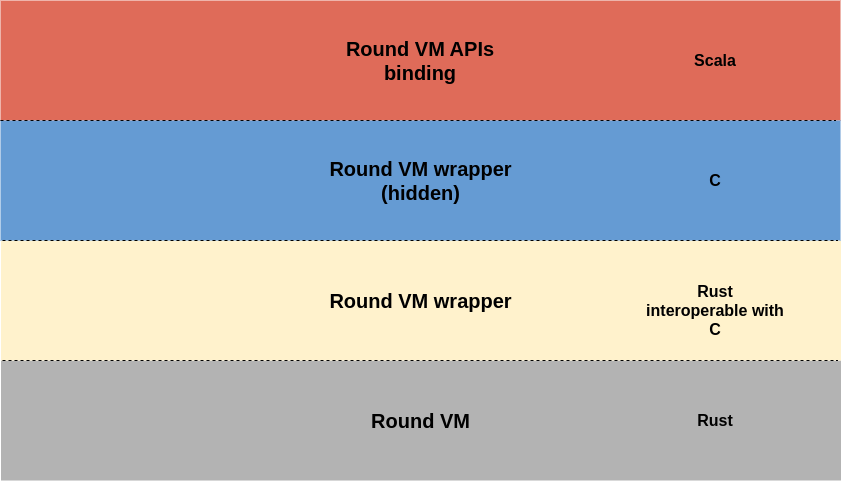 Round VM APIs
binding
Scala
Round VM wrapper
(hidden)
C
Round VM wrapper
Rust
interoperable with
C
Round VM
Rust